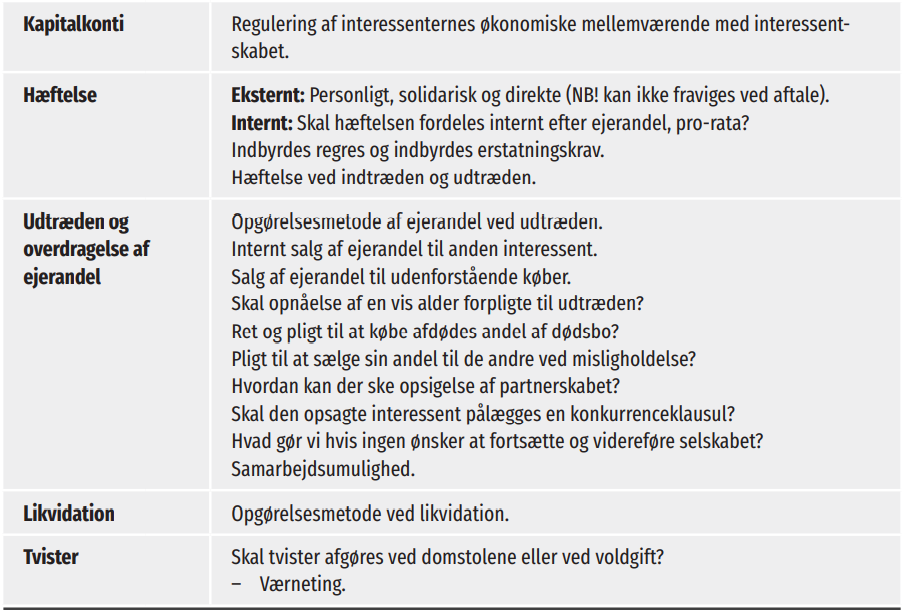 Kapitalkonti
Regulering af interessenternes økonomiske mellemværende med interessent-
skabet.
Hæftelse
Eksternt: Personligt, solidarisk og direkte (NB! kan ikke fraviges ved aftale).
Internt: Skal hæftelsen fordeles internt efter ejerandel, pro-rata?
Indbyrdes regres og indbyrdes erstatningskrav.
Hæftelse ved indtræden og udtræden.
Udtræden og
overdragelse af
ejerandel
Opgørelsesmetode af ejerandel ved udtræden.
Internt salg af ejerandel til anden interessent.
Salg af ejerandel til udenforstående køber.
Skal opnåelse af en vis alder forpligte til udtræden?
Ret og pligt til at købe afdødes andel af dødsbo?
Pligt til at sælge sin andel til de andre ved misligholdelse?
Hvordan kan der ske opsigelse af partnerskabet?
Skal den opsagte interessent pålægges en konkurrenceklausul?
Hvad gør vi hvis ingen ønsker at fortsætte og videreføre selskabet?
Samarbejdsumulighed.
Likvidation
Opgørelsesmetode ved likvidation.
Tvister
Skal tvister afgøres ved domstolene eller ved voldgift?
– Værneting.